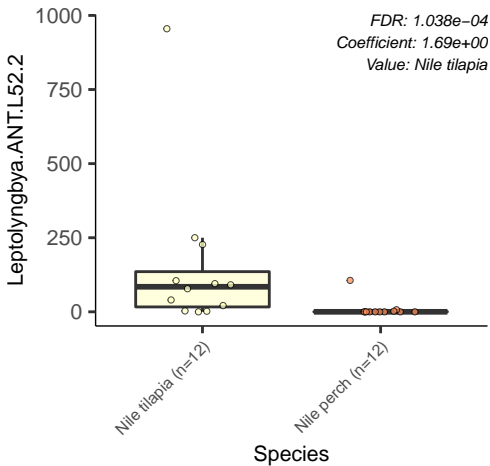 FDR: 1.038e−04
Coefficient: 1.69e+00
Value: Nile tilapia
Leptolyngbya.ANT.L52.2
1000
750
500
250
0
Nile tilapia (n=12)
Nile perch (n=12)
Species